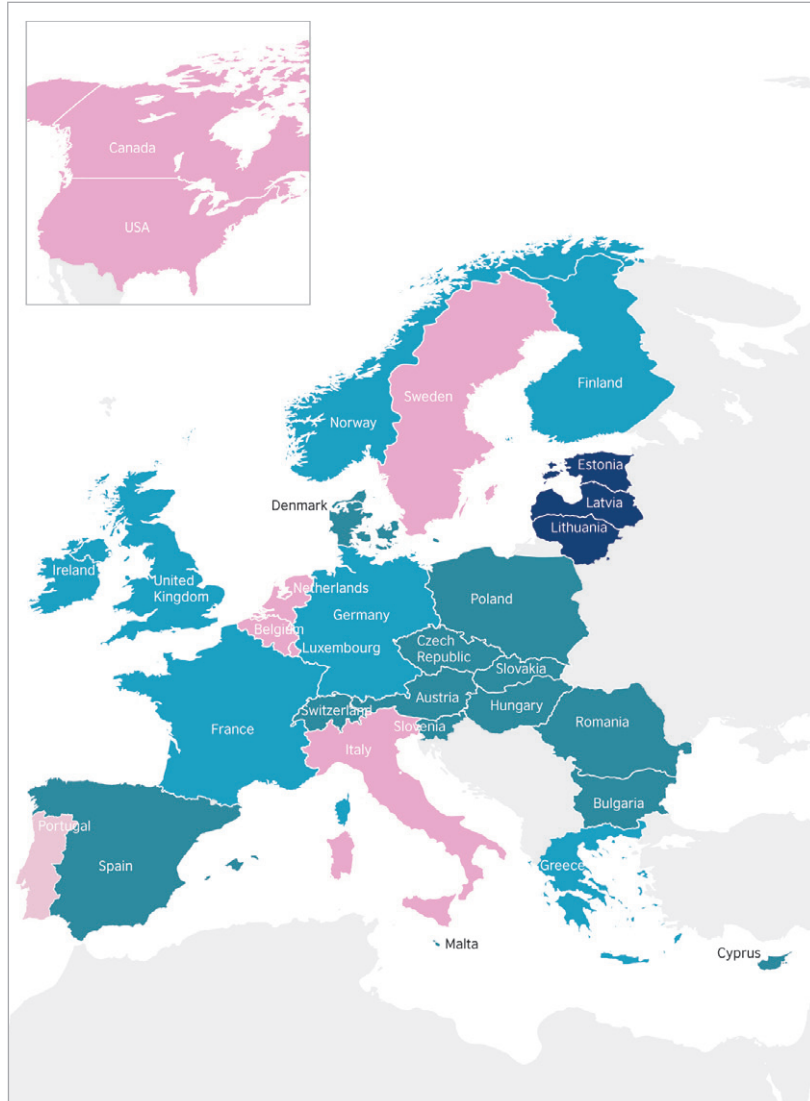 Canada
USA
Sweden
Finland
Norway
Estonia
Latvia
Lithuania
Denmark
Ireland
United
Kingdom
Netherlands
Belgium
Germany
Luxembourg
Poland
Czech
Republic
Slovakia
Austria
Hungary
Switzerland
Slovenia
Romania
France
Italy
Bulgaria
Portugal
Spain
Greece
Malta
Cyprus